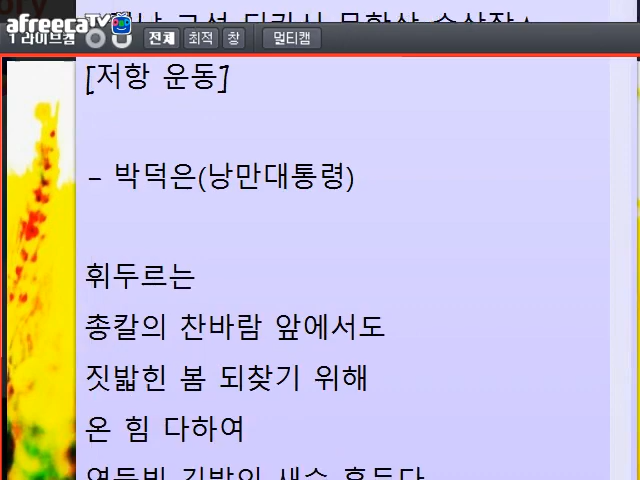 afreecaTV
1 라이브캠 전체 최적 창 멀티캠
[저항 운동]
- 박덕은(낭만대통령)
휘두르는
총칼의 찬바람 앞에서도
짓밟힌 봄 되찾기 위해
온 힘 다하여